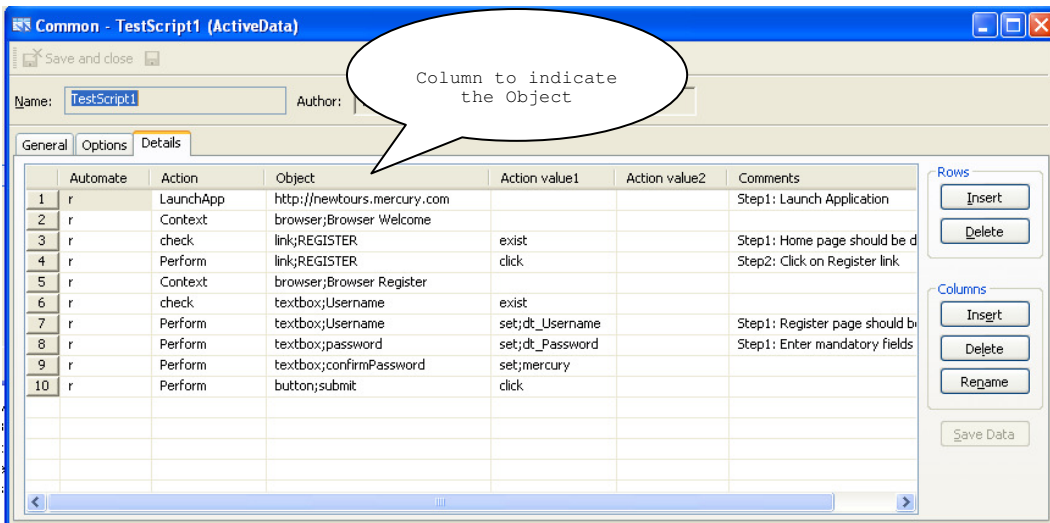 Common - TestScript1 (ActiveData)
Save and close
Column to indicate
the Object
Name: TestScript1 Author:
General Options Details
Automate Action Object Action value1 Action value2 Comments
1 r LaunchApp http://newtours.mercury.com Step1: Launch Application
2 r Context browser;Browser Welcome
3 r check link;REGISTER exist Step1: Home page should be d
4 r Perform link;REGISTER click Step2: Click on Register link
5 r Context browser;Browser Register
6 r check textbox;Username exist
7 r Perform textbox;Username set;dt_Username Step1: Register page should b
8 r Perform textbox;password set;dt_Password Step1: Enter mandatory fields
9 r Perform textbox;confirmPassword set;mercury
10 r Perform button;submit click
Rows
Insert
Delete
Columns
Insert
Delete
Rename
Save Data